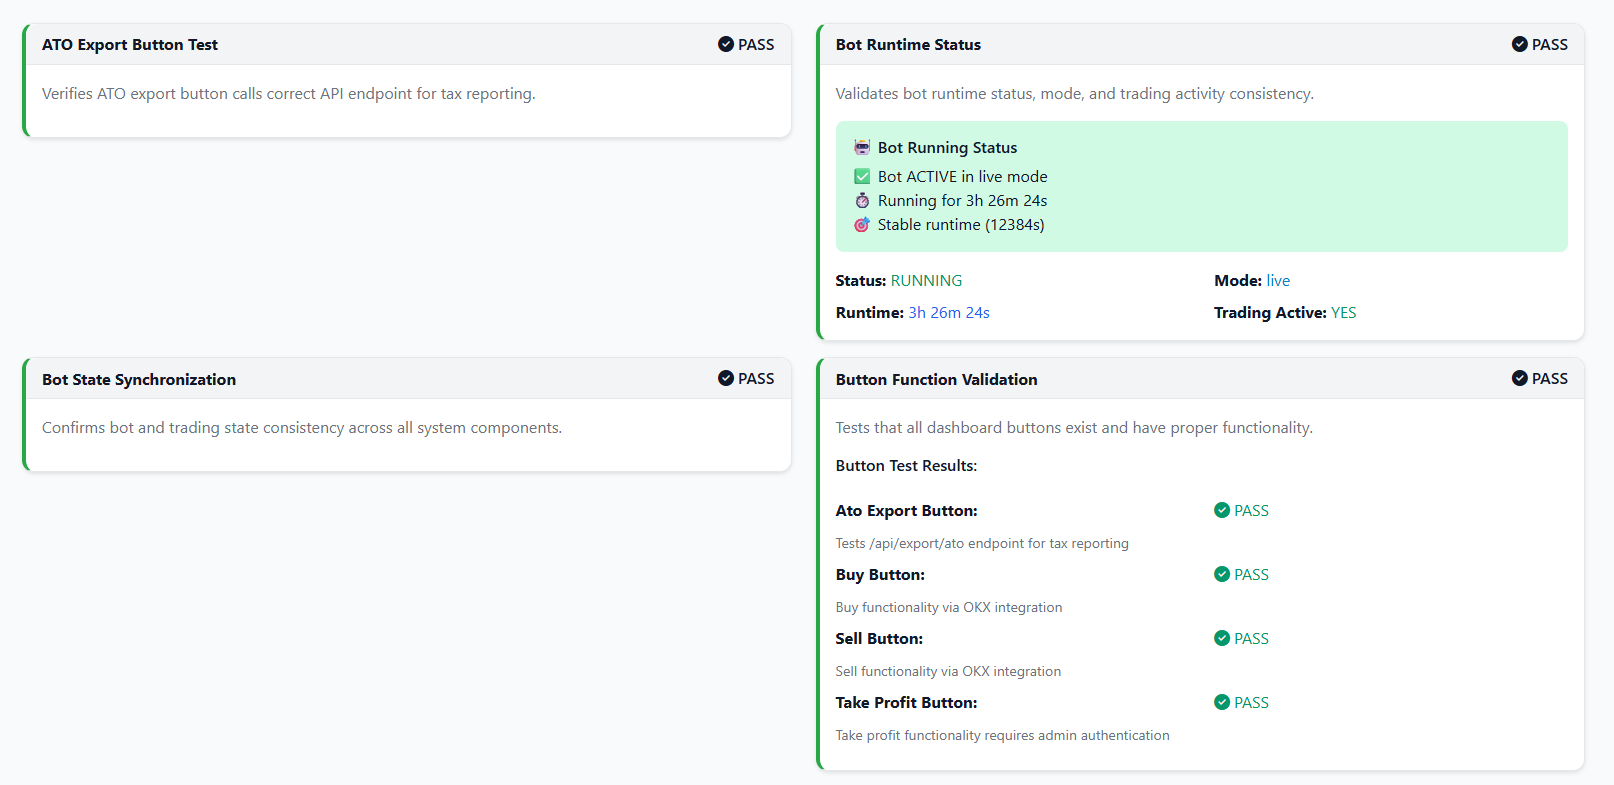 ATO Export Button Test
PASS
Verifies ATO export button calls correct API endpoint for tax reporting.
Bot Runtime Status
PASS
Validates bot runtime status, mode, and trading activity consistency.
Bot Running Status
Bot ACTIVE in live mode
Running for 3h 26m 24s
Stable runtime (12384s)
Status: RUNNING
Mode: live
Runtime: 3h 26m 24s
Trading Active: YES
Bot State Synchronization
PASS
Confirms bot and trading state consistency across all system components.
Button Function Validation
PASS
Tests that all dashboard buttons exist and have proper functionality.
Button Test Results:
Ato Export Button:
PASS
Tests /api/export/ato endpoint for tax reporting
Buy Button:
PASS
Buy functionality via OKX integration
Sell Button:
PASS
Sell functionality via OKX integration
Take Profit Button:
PASS
Take profit functionality requires admin authentication